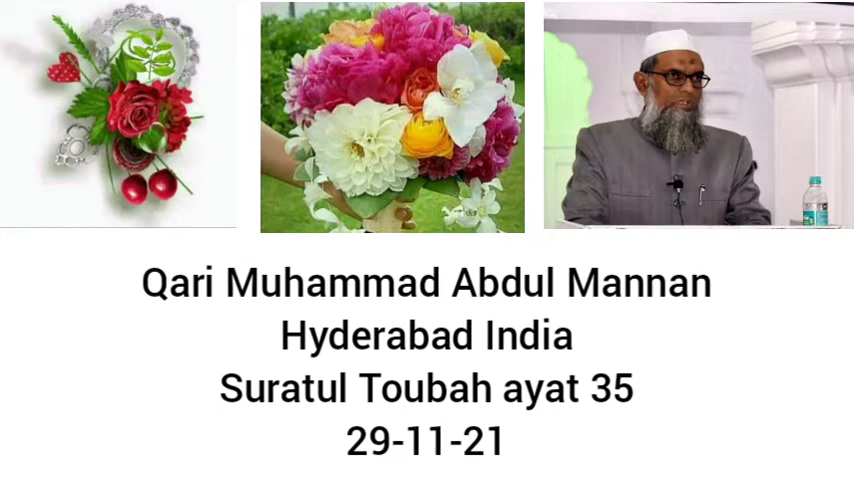 Qari Muhammad Abdul Mannan
Hyderabad India
Suratul Toubah ayat 35
29-11-21